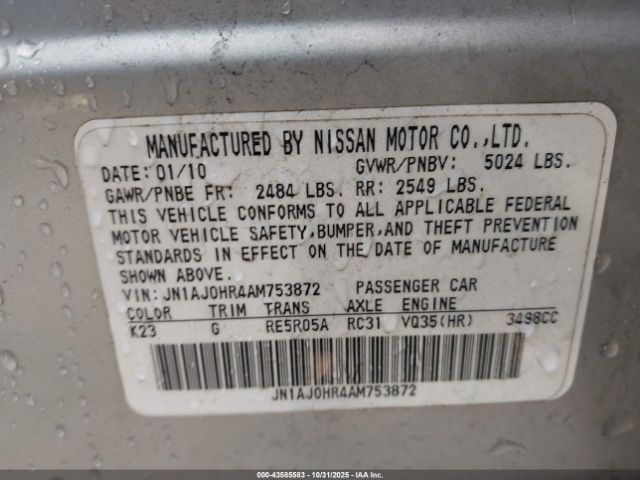 MANUFACTURED BY NISSAN MOTOR CO.,LTD.
DATE: 01/10 GVWR/PNBV: 5024 LBS.
GAWR/PNBE FR: 2484 LBS. RR: 2549 LBS.
THIS VEHICLE CONFORMS TO ALL APPLICABLE FEDERAL
MOTOR VEHICLE SAFETY,BUMPER,AND THEFT PREVENTION
STANDARDS IN EFFECT ON THE DATE OF MANUFACTURE
SHOWN ABOVE.
VIN: JN1AJ0HR4AM753872 PASSENGER CAR
COLOR TRIM TRANS AXLE ENGINE
K23 G RE5R05A RC31 VQ35(HR) 3498CC
JN1AJ0HR4AM753872
000-43585583 - 10/31/2025 - IAAI.COM